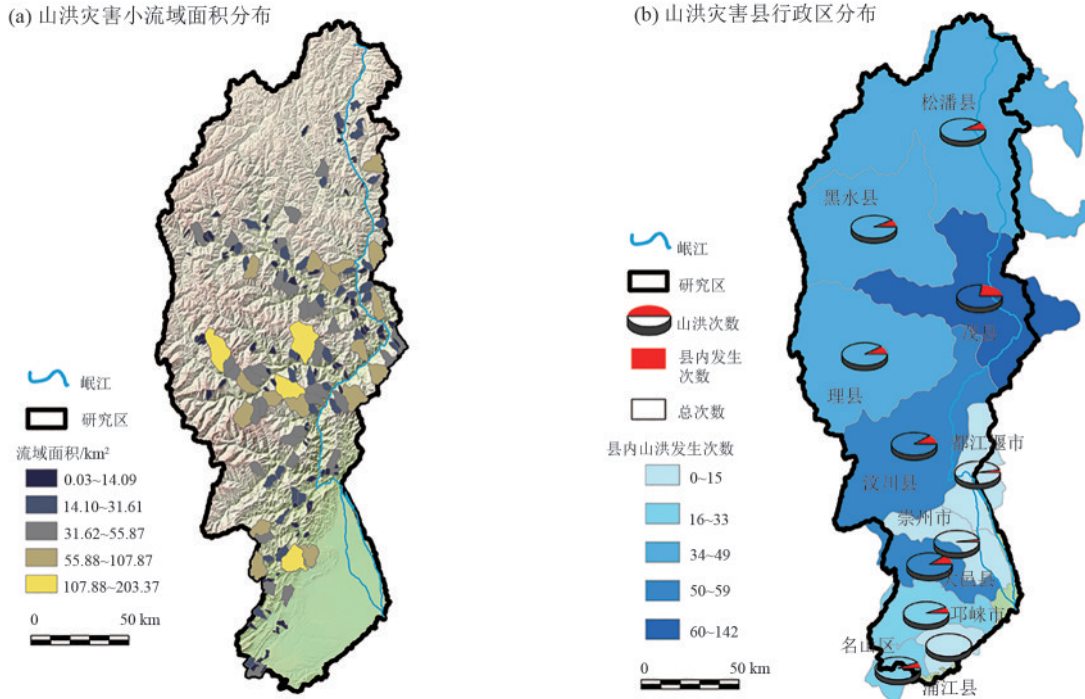 (a) 山洪灾害小流域面积分布
岷江
研究区
流域面积/km²
0.03~14.09
14.10~31.61
31.62~55.87
55.88~107.87
107.88~203.37
0 50 km
(b) 山洪灾害县行政区分布
岷江
研究区
山洪次数
县内发生
次数
总次数
县内山洪发生次数
0~15
16~33
34~49
50~59
60~142
0 50 km
松潘县
黑水县
茂县
理县
都江堰市
汶川县
崇州市
大邑县
邛崃市
名山区
蒲江县